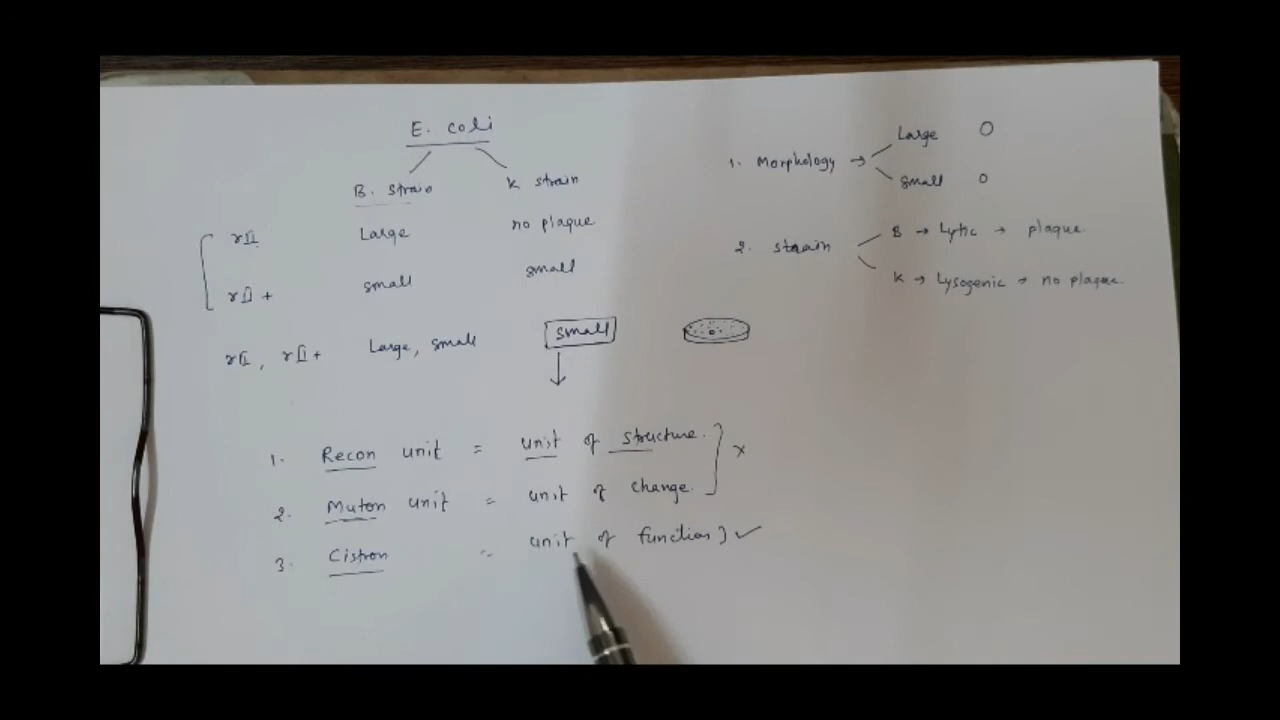 E. coli
B. strain K strain
rII Large no plaque
rII + small small
rII, rII + Large, small small
1. Morphology → Large O
small o
2. strain B → Lytic → plaque.
K → Lysogenic → no plaque.
1. Recon unit = unit of structure. x
2. Muton unit = unit of change.
3. Cistron = unit of function} ✓